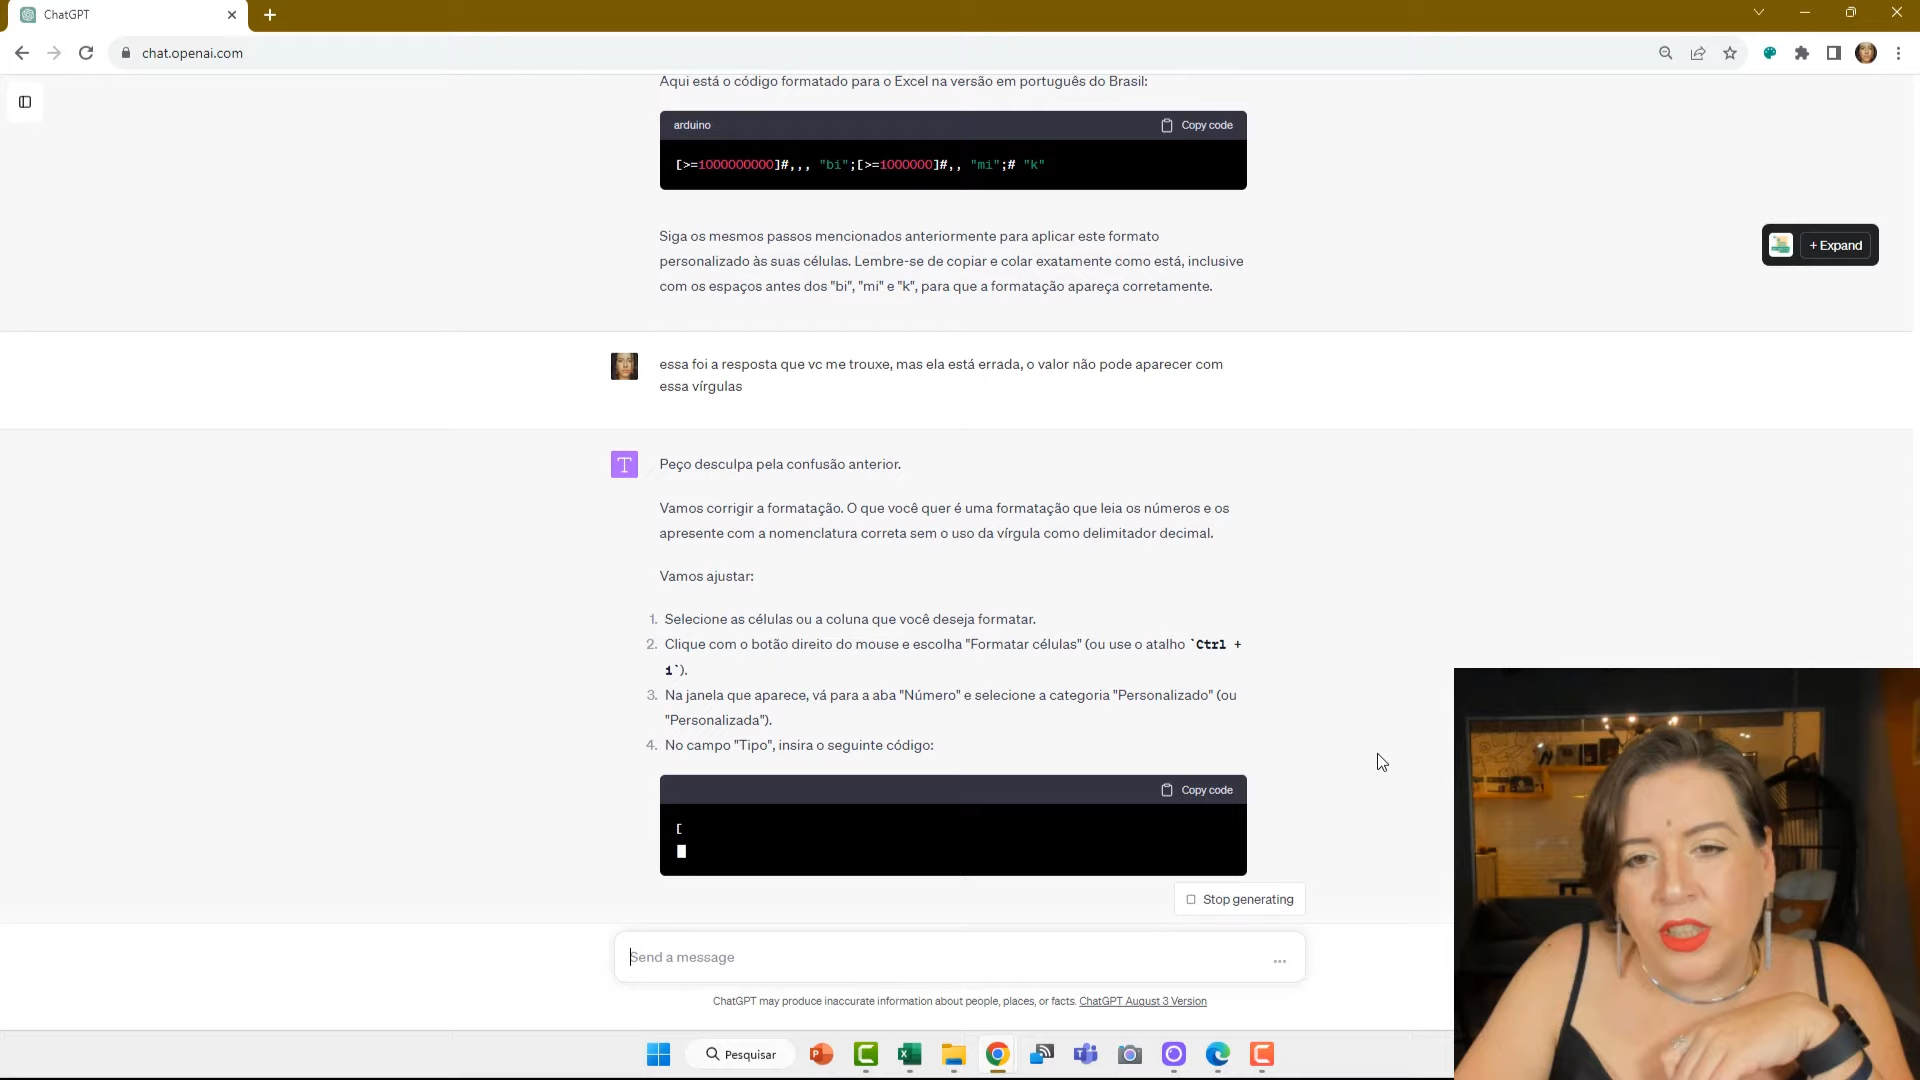 ChatGPT
chat.openai.com
Aqui está o código formatado para o Excel na versão em português do Brasil:
arduino
Copy code
[>=1000000000]#,,, "bi";[>=1000000]#,, "mi";# "k"
Siga os mesmos passos mencionados anteriormente para aplicar este formato
personalizado às suas células. Lembre-se de copiar e colar exatamente como está, inclusive
com os espaços antes dos "bi", "mi" e "k", para que a formatação apareça corretamente.
+ Expand
essa foi a resposta que vc me trouxe, mas ela está errada, o valor não pode aparecer com
essa vírgulas
T
Peço desculpa pela confusão anterior.
Vamos corrigir a formatação. O que você quer é uma formatação que leia os números e os
apresente com a nomenclatura correta sem o uso da vírgula como delimitador decimal.
Vamos ajustar:
1. Selecione as células ou a coluna que você deseja formatar.
2. Clique com o botão direito do mouse e escolha "Formatar células" (ou use o atalho `Ctrl +
1`).
3. Na janela que aparece, vá para a aba "Número" e selecione a categoria "Personalizado" (ou
"Personalizada").
4. No campo "Tipo", insira o seguinte código:
Copy code
[
Stop generating
Send a message
ChatGPT may produce inaccurate information about people, places, or facts. ChatGPT August 3 Version
Pesquisar